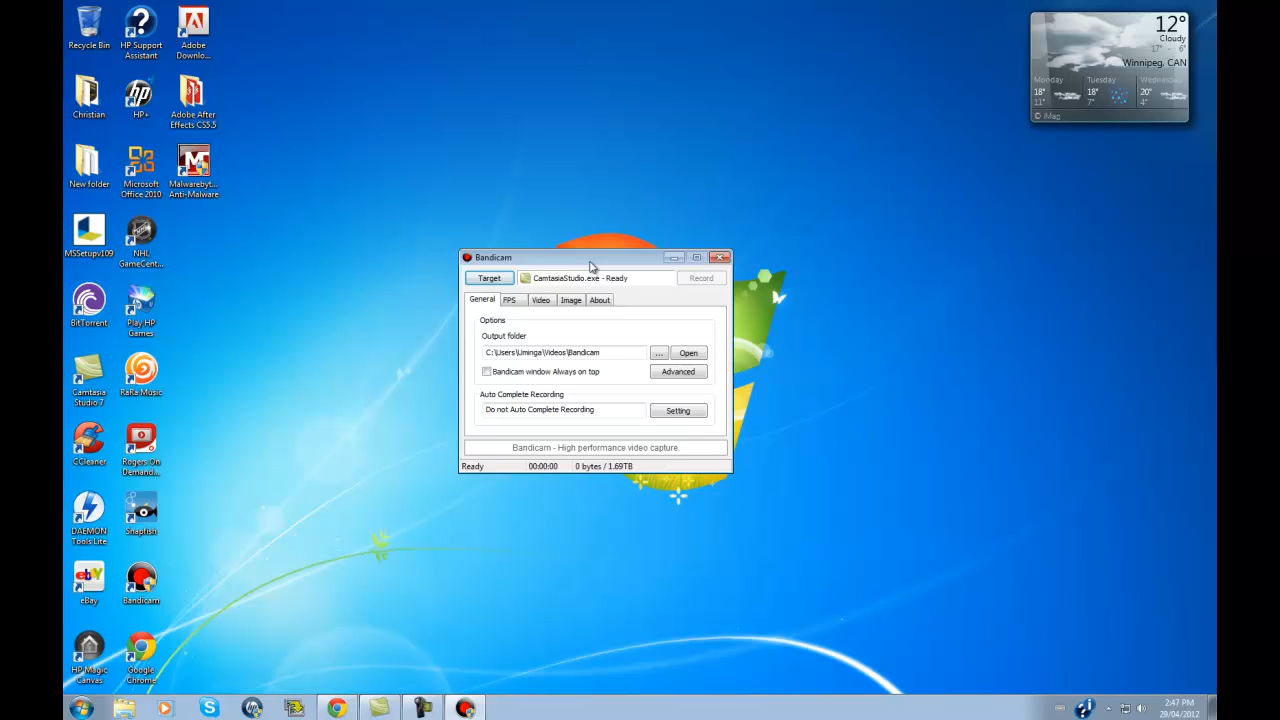 Recycle Bin
HP Support Assistant
Adobe Downlo...
Christian
HP+
Adobe After Effects CS5.5
New folder
Microsoft Office 2010
Malwareby... Anti-Malware
MSSetupv109
NHL GameCent...
BitTorrent
Play HP Games
Camtasia Studio 7
RaRa Music
CCleaner
Rogers On Demand...
DAEMON Tools Lite
Snapfish
eBay
Bandicam
HP Magic Canvas
Google Chrome
12°
Cloudy
17° - 6°
Winnipeg, CAN
Monday Tuesday Wednesda...
18° 18° 20°
11° 7° 4°
© iMap
Bandicam
Target CamtasiaStudio.exe - Ready Record
General FPS Video Image About
Options
Output folder
C:\Users\Uminga\Videos\Bandicam ... Open
Bandicam window Always on top Advanced
Auto Complete Recording
Do not Auto Complete Recording Setting
Bandicam - High performance video capture.
Ready 00:00:00 0 bytes / 1.69TB
2:47 PM
29/04/2012